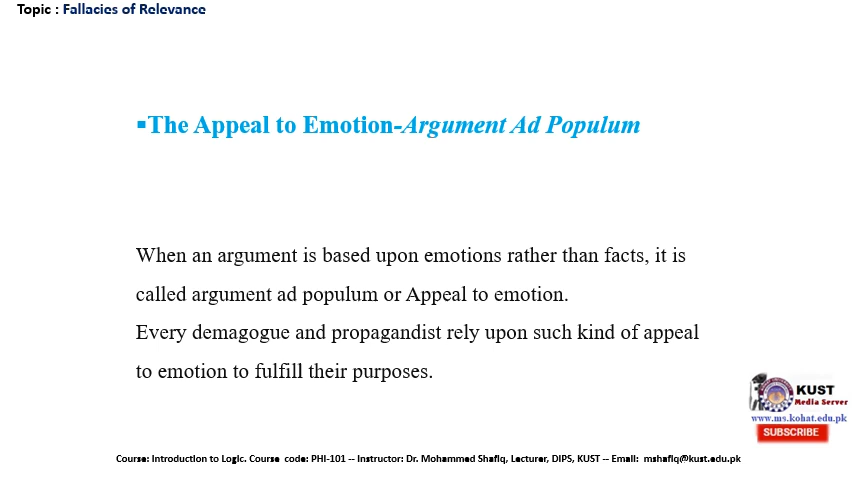 Topic : Fallacies of Relevance
▪The Appeal to Emotion-Argument Ad Populum
When an argument is based upon emotions rather than facts, it is
called argument ad populum or Appeal to emotion.
Every demagogue and propagandist rely upon such kind of appeal
to emotion to fulfill their purposes.
KUST
Media Server
www.ms.kohat.edu.pk
SUBSCRIBE
Course: Introduction to Logic. Course code: PHI-101 -- Instructor: Dr. Mohammed Shafiq, Lecturer, DIPS, KUST -- Email: mshafiq@kust.edu.pk